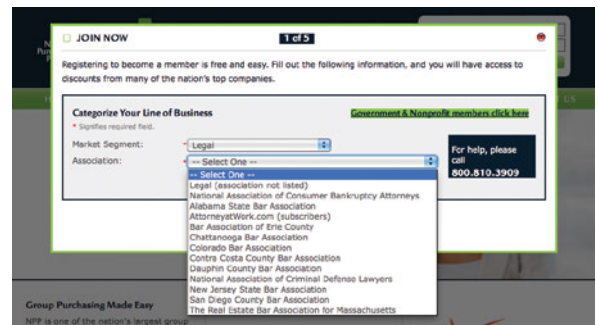 JOIN NOW
1 of 5
Registering to become a member is free and easy. Fill out the following information, and you will have access to
discounts from many of the nation's top companies.
Categorize Your Line of Business
Government & Nonprofit members click here
* Signifies required field.
Market Segment:
* Legal
Association:
* -- Select One --
For help, please
call
800.810.3909
-- Select One --
Legal (association not listed)
National Association of Consumer Bankruptcy Attorneys
Alabama State Bar Association
AttorneyatWork.com (subscribers)
Bar Association of Erie County
Chattanooga Bar Association
Colorado Bar Association
Contra Costa County Bar Association
Dauphin County Bar Association
National Association of Criminal Defense Lawyers
New Jersey State Bar Association
San Diego County Bar Association
The Real Estate Bar Association for Massachusetts
Group Purchasing Made Easy
NPP is one of the nation's largest group